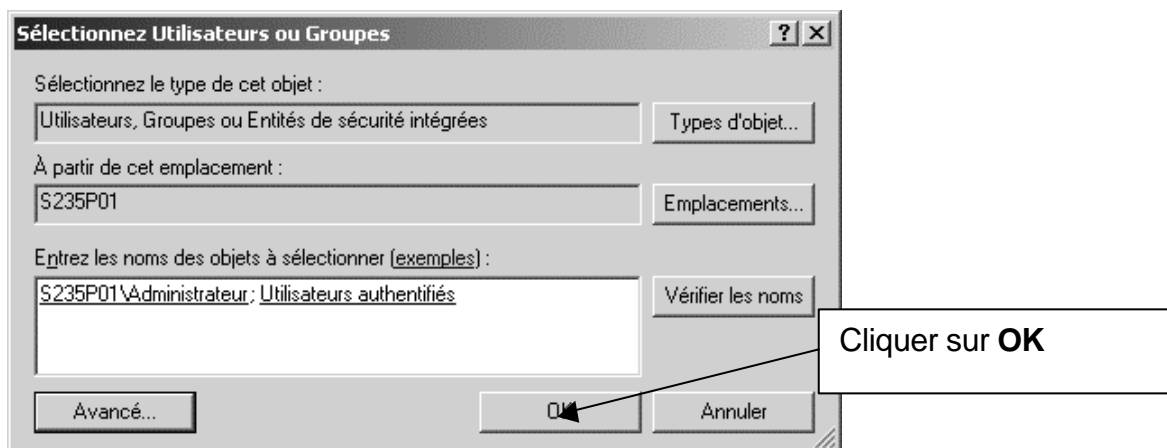 Sélectionnez Utilisateurs ou Groupes
Sélectionnez le type de cet objet :
Utilisateurs, Groupes ou Entités de sécurité intégrées
Types d'objet...
À partir de cet emplacement :
S235P01
Emplacements...
Entrez les noms des objets à sélectionner (exemples) :
S235P01\Administrateur; Utilisateurs authentifiés
Vérifier les noms
Cliquer sur OK
Avancé...
OK
Annuler